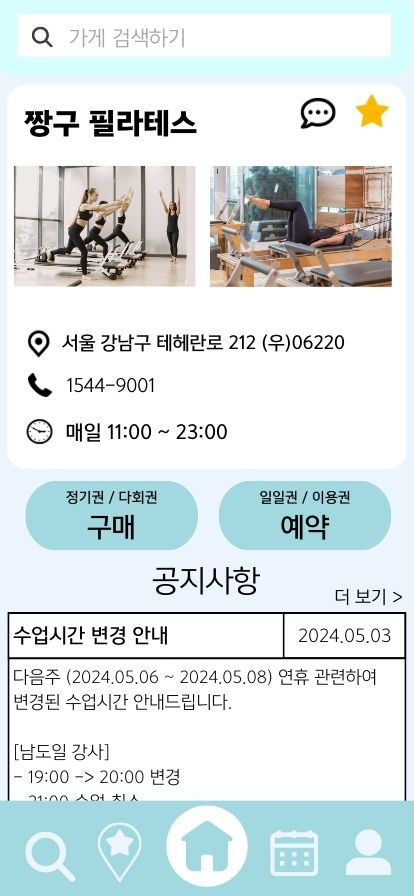 가게 검색하기
짱구 필라테스
서울 강남구 테헤란로 212 (우)06220
1544-9001
매일 11:00 ~ 23:00
정기권 / 다회권
구매
일일권 / 이용권
예약
공지사항
더 보기 >
수업시간 변경 안내
2024.05.03
다음주 (2024.05.06 ~ 2024.05.08) 연휴 관련하여
변경된 수업시간 안내드립니다.
[남도일 강사]
- 19:00 -> 20:00 변경
- 21:00 수업 취소